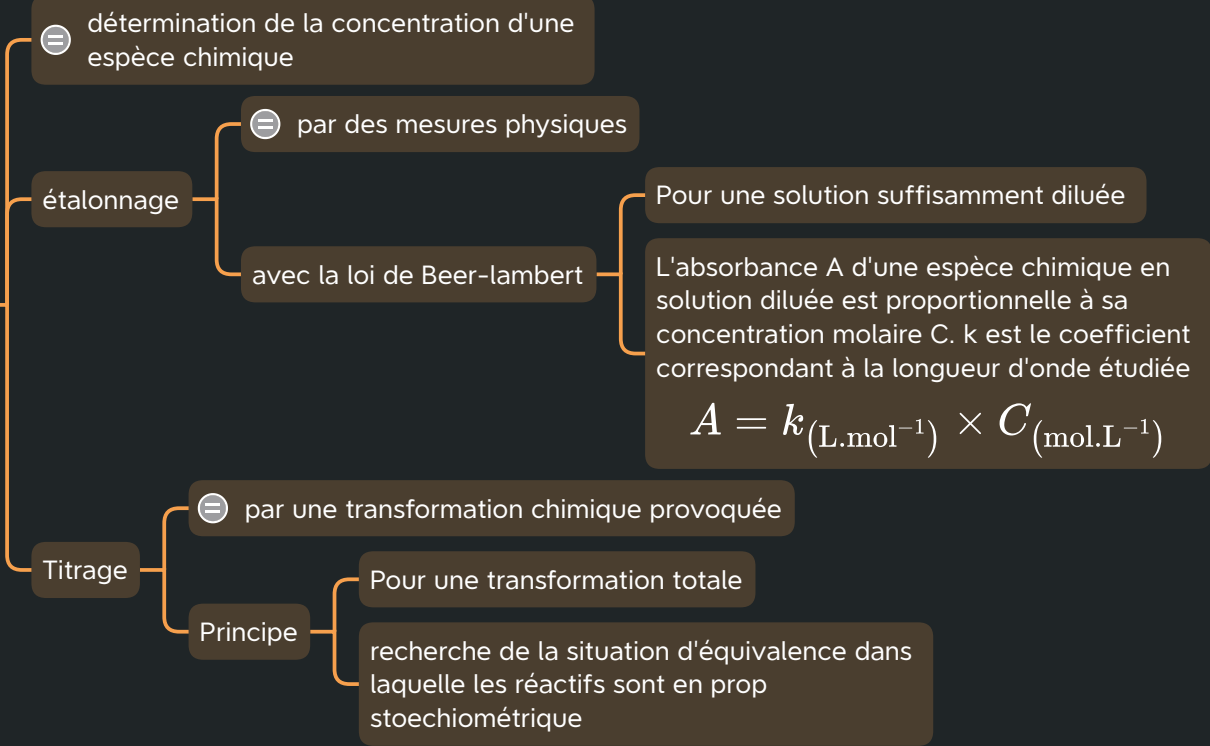 détermination de la concentration d'une
espèce chimique
par des mesures physiques
étalonnage
Pour une solution suffisamment diluée
avec la loi de Beer-lambert
L'absorbance A d'une espèce chimique en
solution diluée est proportionnelle à sa
concentration molaire C. k est le coefficient
correspondant à la longueur d'onde étudiée
A = k(L.mol⁻¹) × C(mol.L⁻¹)
par une transformation chimique provoquée
Titrage
Pour une transformation totale
Principe
recherche de la situation d'équivalence dans
laquelle les réactifs sont en prop
stoechiométrique